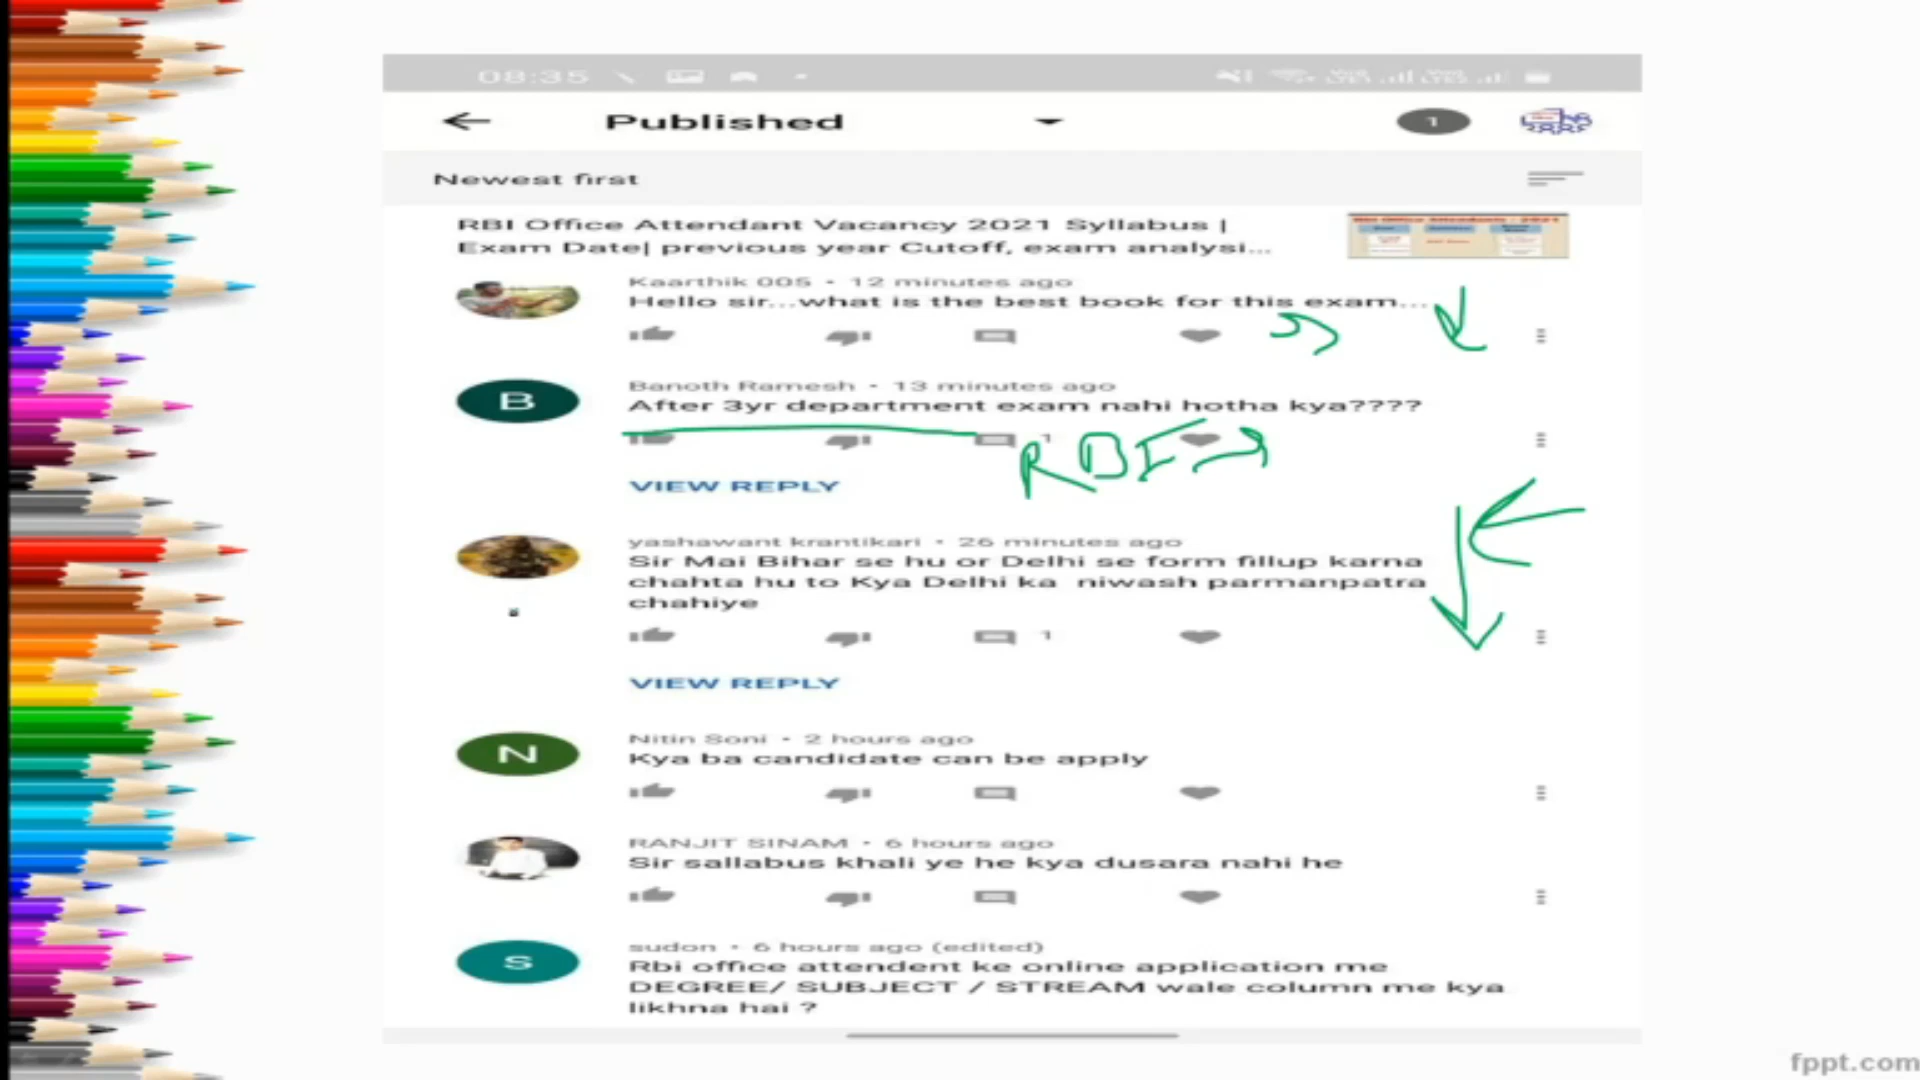 08:35
Published
1
Newest first
RBI Office Attendant Vacancy 2021 Syllabus |
Exam Date| previous year Cutoff, exam analysi...
Kaarthik 005 • 12 minutes ago
Hello sir...what is the best book for this exam...
B
Banoth Ramesh • 13 minutes ago
After 3yr department exam nahi hotha kya????
1
RBI
VIEW REPLY
yashawant krantikari • 26 minutes ago
Sir Mai Bihar se hu or Delhi se form fillup karna
chahta hu to Kya Delhi ka niwash parmanpatra
chahiye
1
VIEW REPLY
N
Nitin Soni • 2 hours ago
Kya ba candidate can be apply
RANJIT SINAM • 6 hours ago
Sir sallabus khali ye he kya dusara nahi he
S
sudon • 6 hours ago (edited)
Rbi office attendent ke online application me
DEGREE/ SUBJECT / STREAM wale column me kya
likhna hai ?
fppt.com